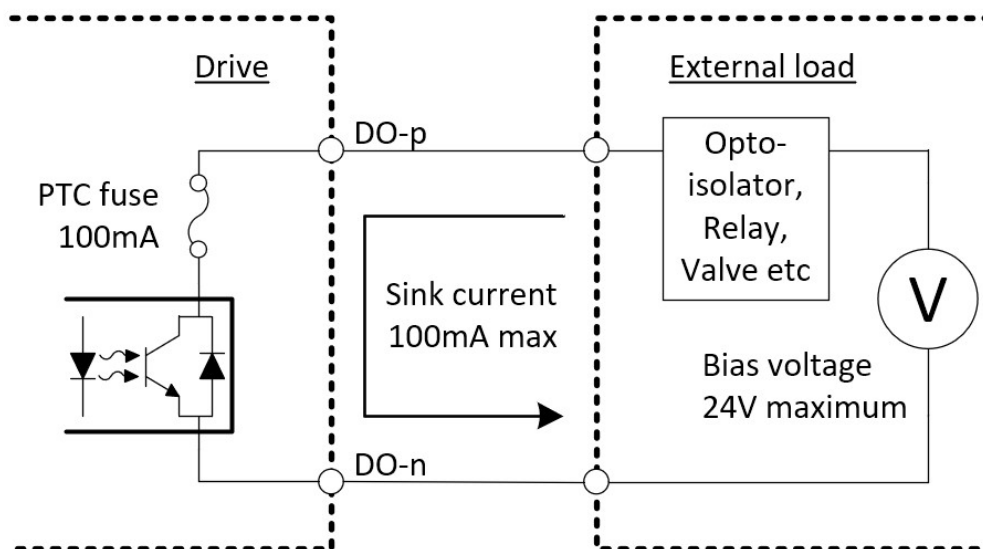 Drive
External load
DO-p
PTC fuse
100mA
Opto-
isolator,
Relay,
Valve etc
V
Sink current
100mA max
Bias voltage
24V maximum
DO-n